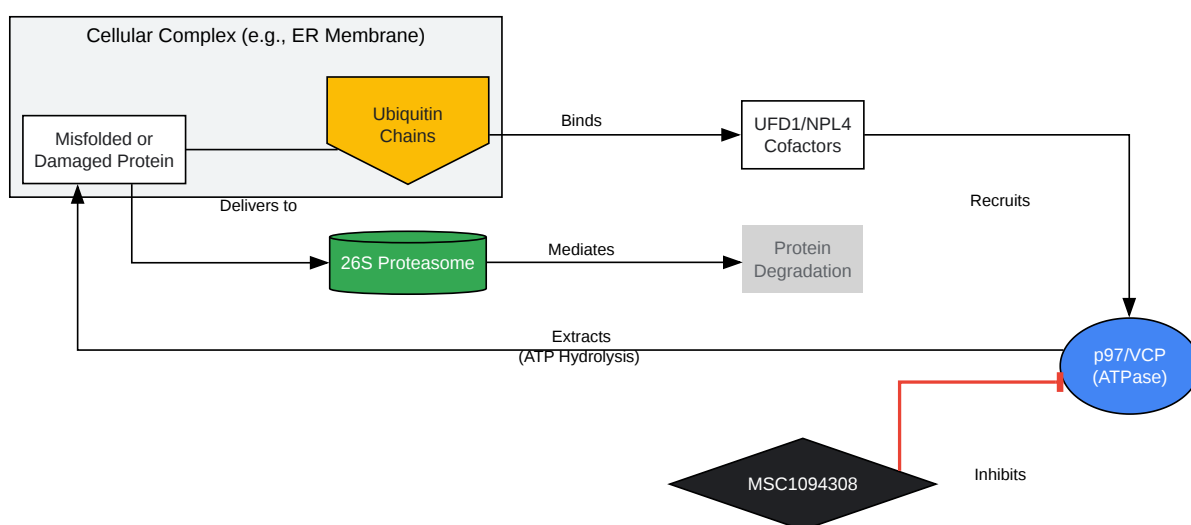 Cellular Complex (e.g., ER Membrane)
Ubiquitin
Chains
Misfolded or
Damaged Protein
Binds
UFD1/NPL4
Cofactors
Recruits
Delivers to
26S Proteasome
Mediates
Protein
Degradation
Extracts
(ATP Hydrolysis)
p97/VCP
(ATPase)
MSC1094308
Inhibits